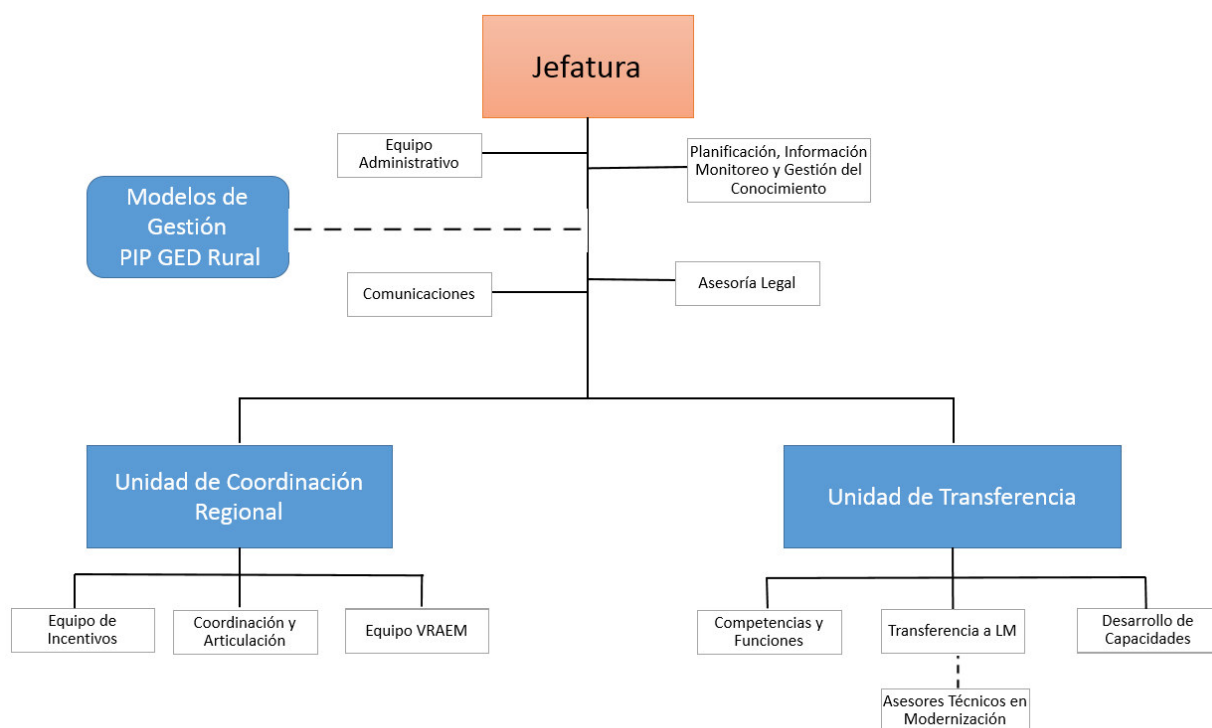 Jefatura
Equipo
Administrativo
Planificación, Información
Monitoreo y Gestión del
Conocimiento
Modelos de
Gestión
PIP GED Rural
Comunicaciones
Asesoría Legal
Unidad de Coordinación
Regional
Unidad de Transferencia
Equipo de
Incentivos
Coordinación y
Articulación
Equipo VRAEM
Competencias y
Funciones
Transferencia a LM
Desarrollo de
Capacidades
Asesores Técnicos en
Modernización